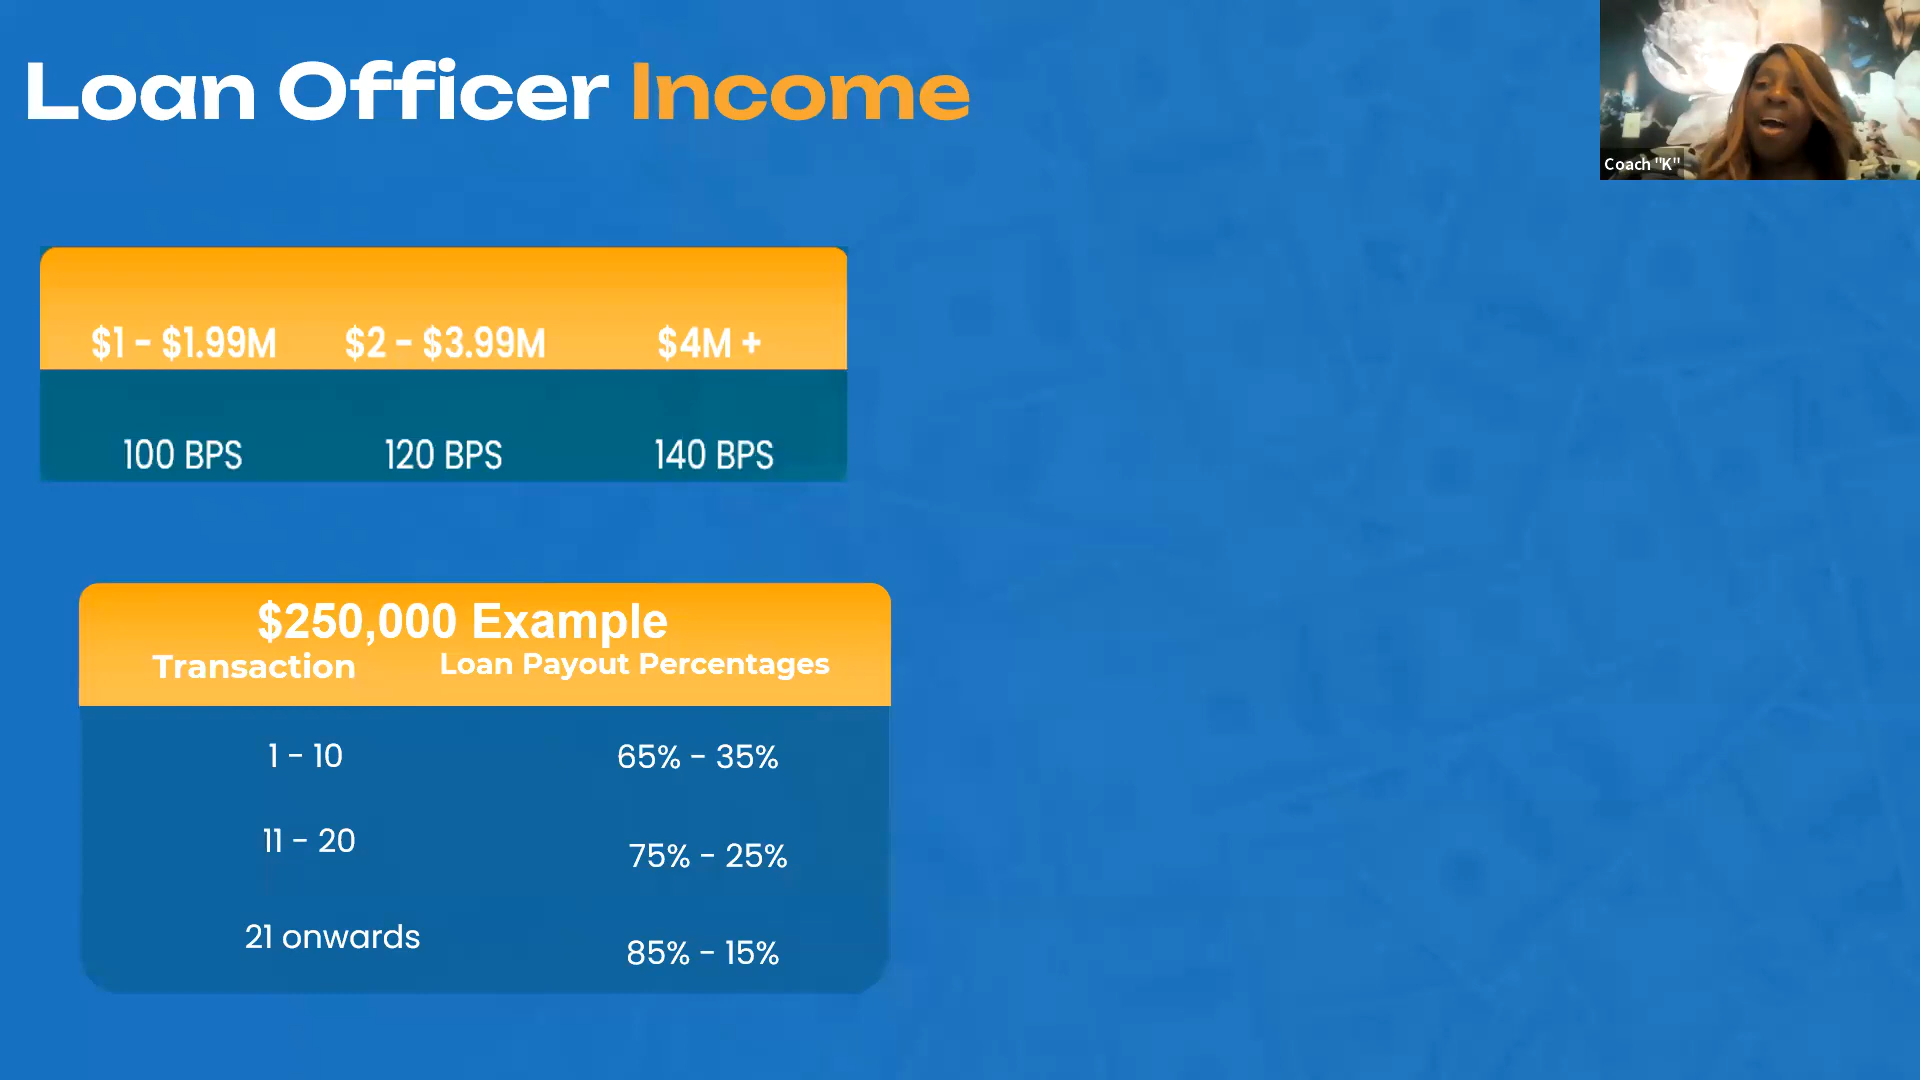 Loan Officer Income
Coach "K"
$1 - $1.99M $2 - $3.99M $4M +
100 BPS 120 BPS 140 BPS
$250,000 Example
Transaction Loan Payout Percentages
1 - 10 65% - 35%
11 - 20 75% - 25%
21 onwards 85% - 15%